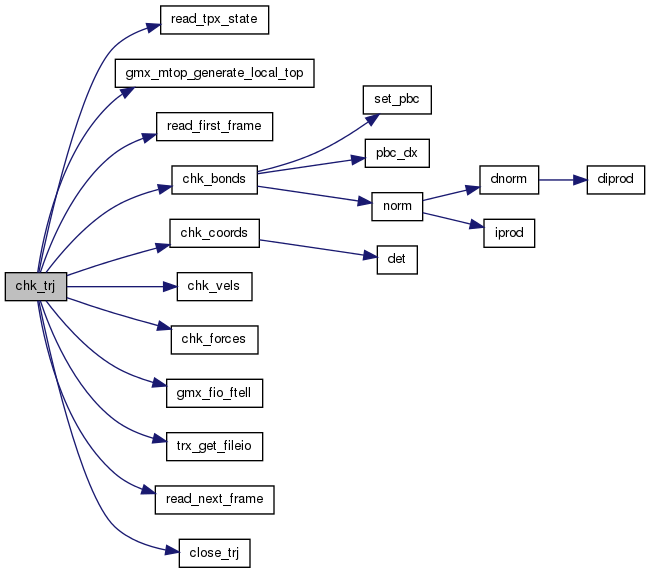 read_tpx_state
gmx_mtop_generate_local_top
set_pbc
read_first_frame
pbc_dx
chk_bonds
dnorm
diprod
norm
chk_coords
iprod
det
chk_trj
chk_vels
chk_forces
gmx_fio_ftell
trx_get_fileio
read_next_frame
close_trj